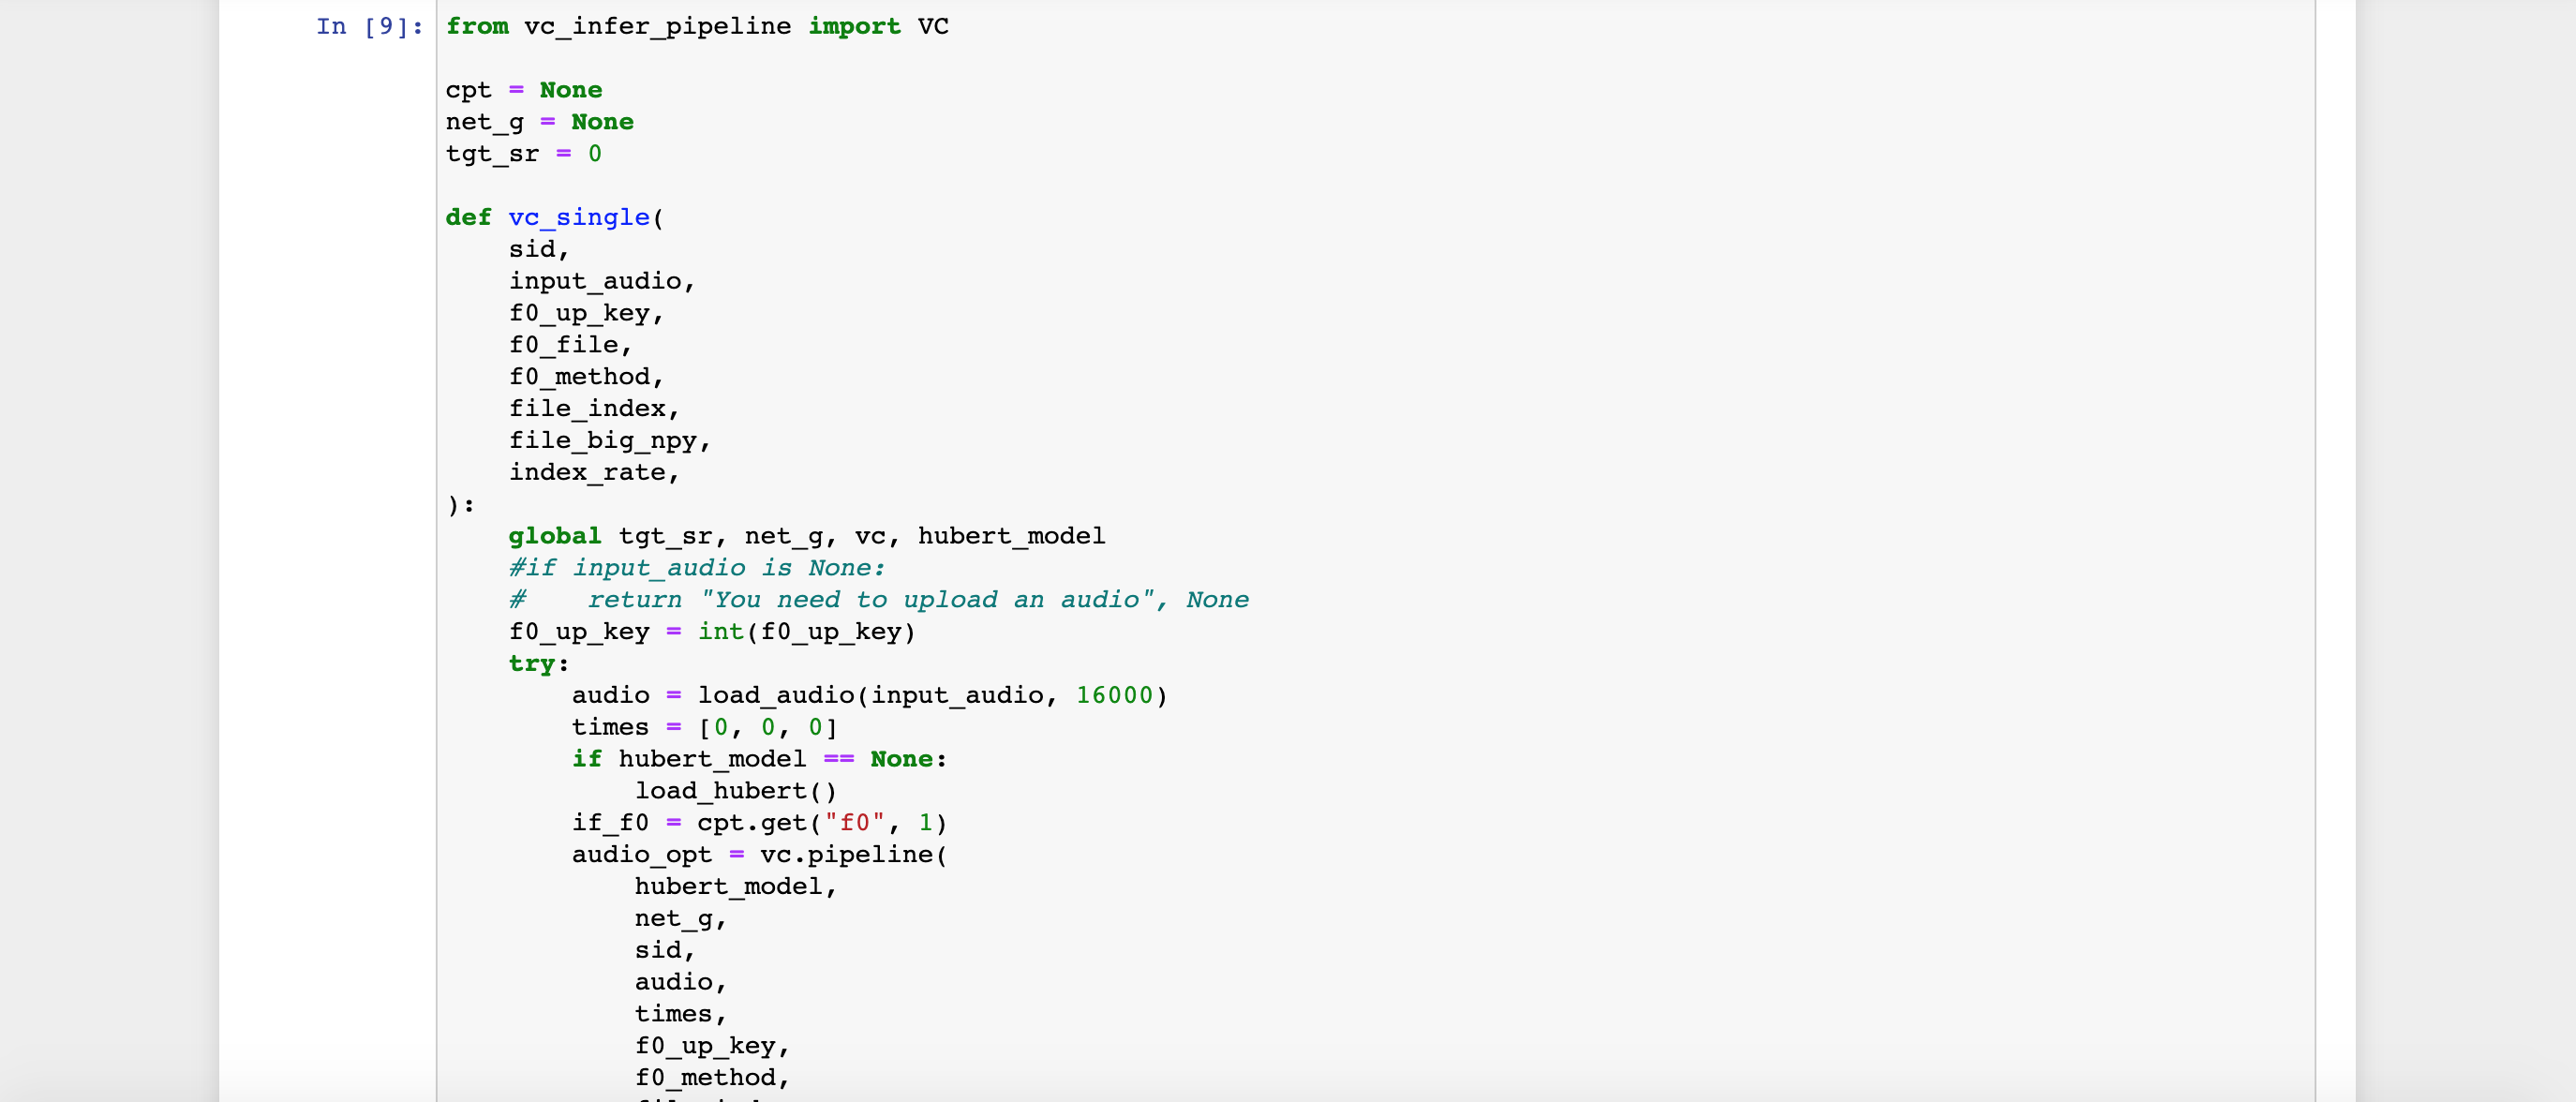 In [9]: from vc_infer_pipeline import VC

cpt = None
net_g = None
tgt_sr = 0

def vc_single(
    sid,
    input_audio,
    f0_up_key,
    f0_file,
    f0_method,
    file_index,
    file_big_npy,
    index_rate,
):
    global tgt_sr, net_g, vc, hubert_model
    #if input_audio is None:
    #    return "You need to upload an audio", None
    f0_up_key = int(f0_up_key)
    try:
        audio = load_audio(input_audio, 16000)
        times = [0, 0, 0]
        if hubert_model == None:
            load_hubert()
        if_f0 = cpt.get("f0", 1)
        audio_opt = vc.pipeline(
            hubert_model,
            net_g,
            sid,
            audio,
            times,
            f0_up_key,
            f0_method,